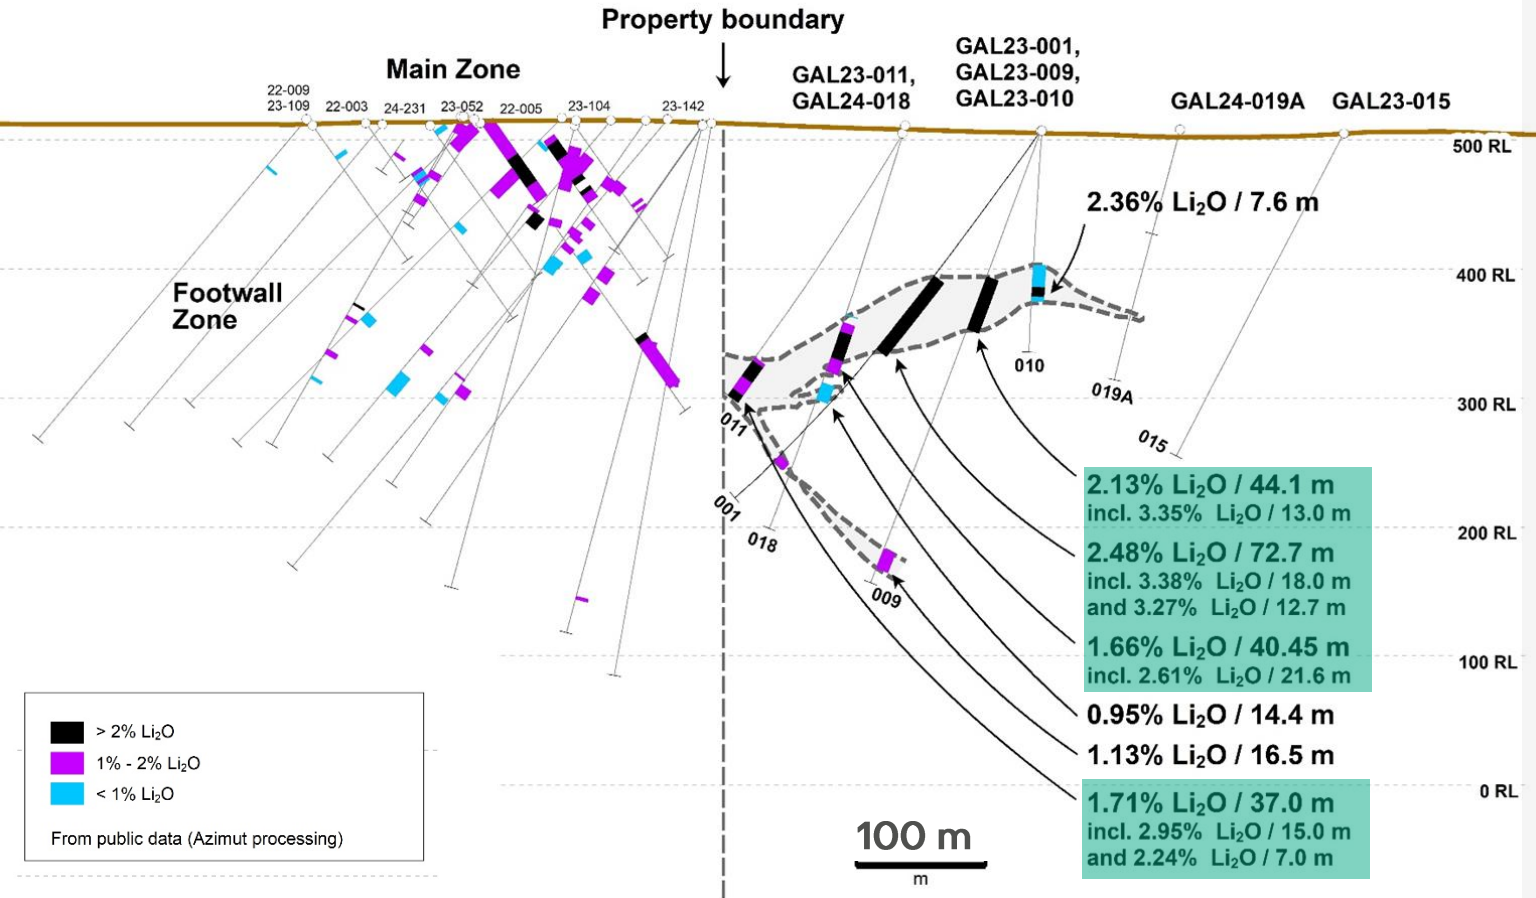 Property boundary
Main Zone
22-009
23-109
22-003
24-231
23-052
22-005
23-104
23-142
GAL23-011,
GAL24-018
GAL23-001,
GAL23-009,
GAL23-010
GAL24-019A
GAL23-015
500 RL
2.36% Li₂O / 7.6 m
400 RL
Footwall
Zone
010
019A
300 RL
011
015
001
018
009
2.13% Li₂O / 44.1 m
incl. 3.35% Li₂O / 13.0 m
200 RL
2.48% Li₂O / 72.7 m
incl. 3.38% Li₂O / 18.0 m
and 3.27% Li₂O / 12.7 m
1.66% Li₂O / 40.45 m
incl. 2.61% Li₂O / 21.6 m
100 RL
0.95% Li₂O / 14.4 m
1.13% Li₂O / 16.5 m
0 RL
1.71% Li₂O / 37.0 m
incl. 2.95% Li₂O / 15.0 m
and 2.24% Li₂O / 7.0 m
> 2% Li₂O
1% - 2% Li₂O
< 1% Li₂O
From public data (Azimut processing)
100 m
m